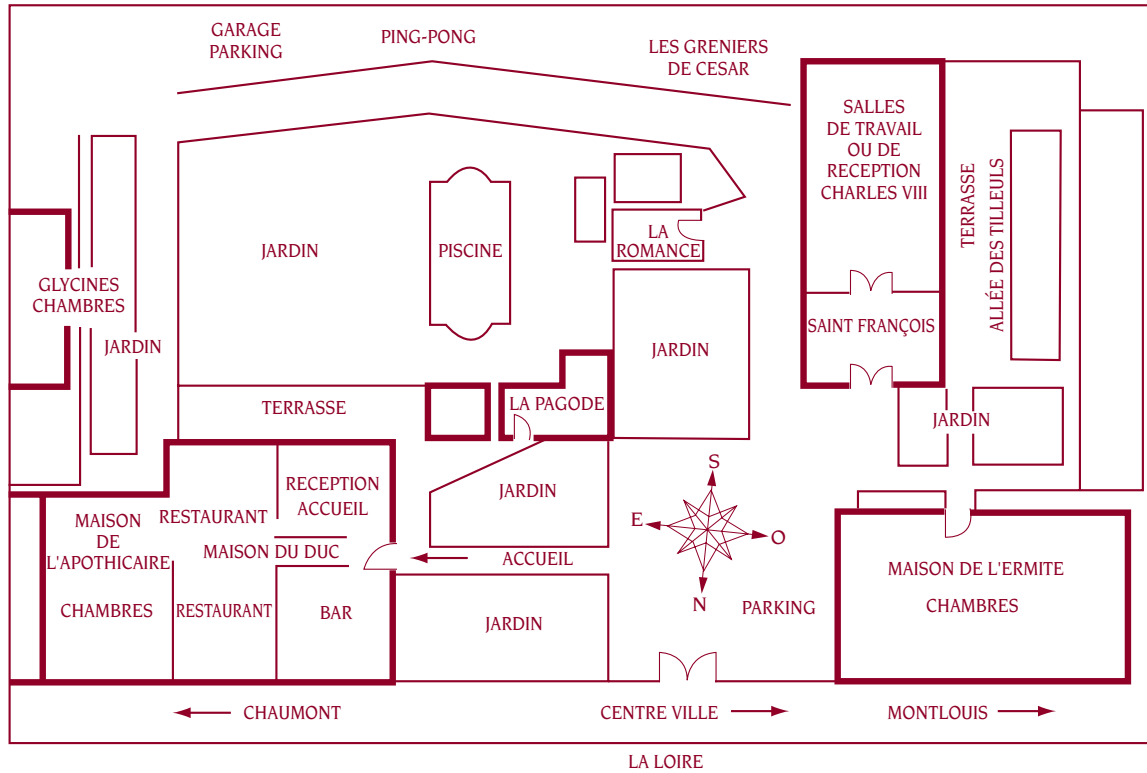 GARAGE
PARKING
PING-PONG
LES GRENIERS
DE CESAR
SALLES
DE TRAVAIL
OU DE
RECEPTION
CHARLES VIII
TERRASSE
ALLÉE DES TILLEULS
JARDIN
PISCINE
LA
ROMANCE
GLYCINES
CHAMBRES
JARDIN
JARDIN
SAINT FRANÇOIS
TERRASSE
LA PAGODE
JARDIN
RECEPTION
ACCUEIL
JARDIN
S
E
O
N
MAISON
DE
L'APOTHICAIRE
CHAMBRES
RESTAURANT
MAISON DU DUC
RESTAURANT
BAR
ACCUEIL
JARDIN
PARKING
MAISON DE L'ERMITE
CHAMBRES
CHAUMONT
CENTRE VILLE
MONTLOUIS
LA LOIRE